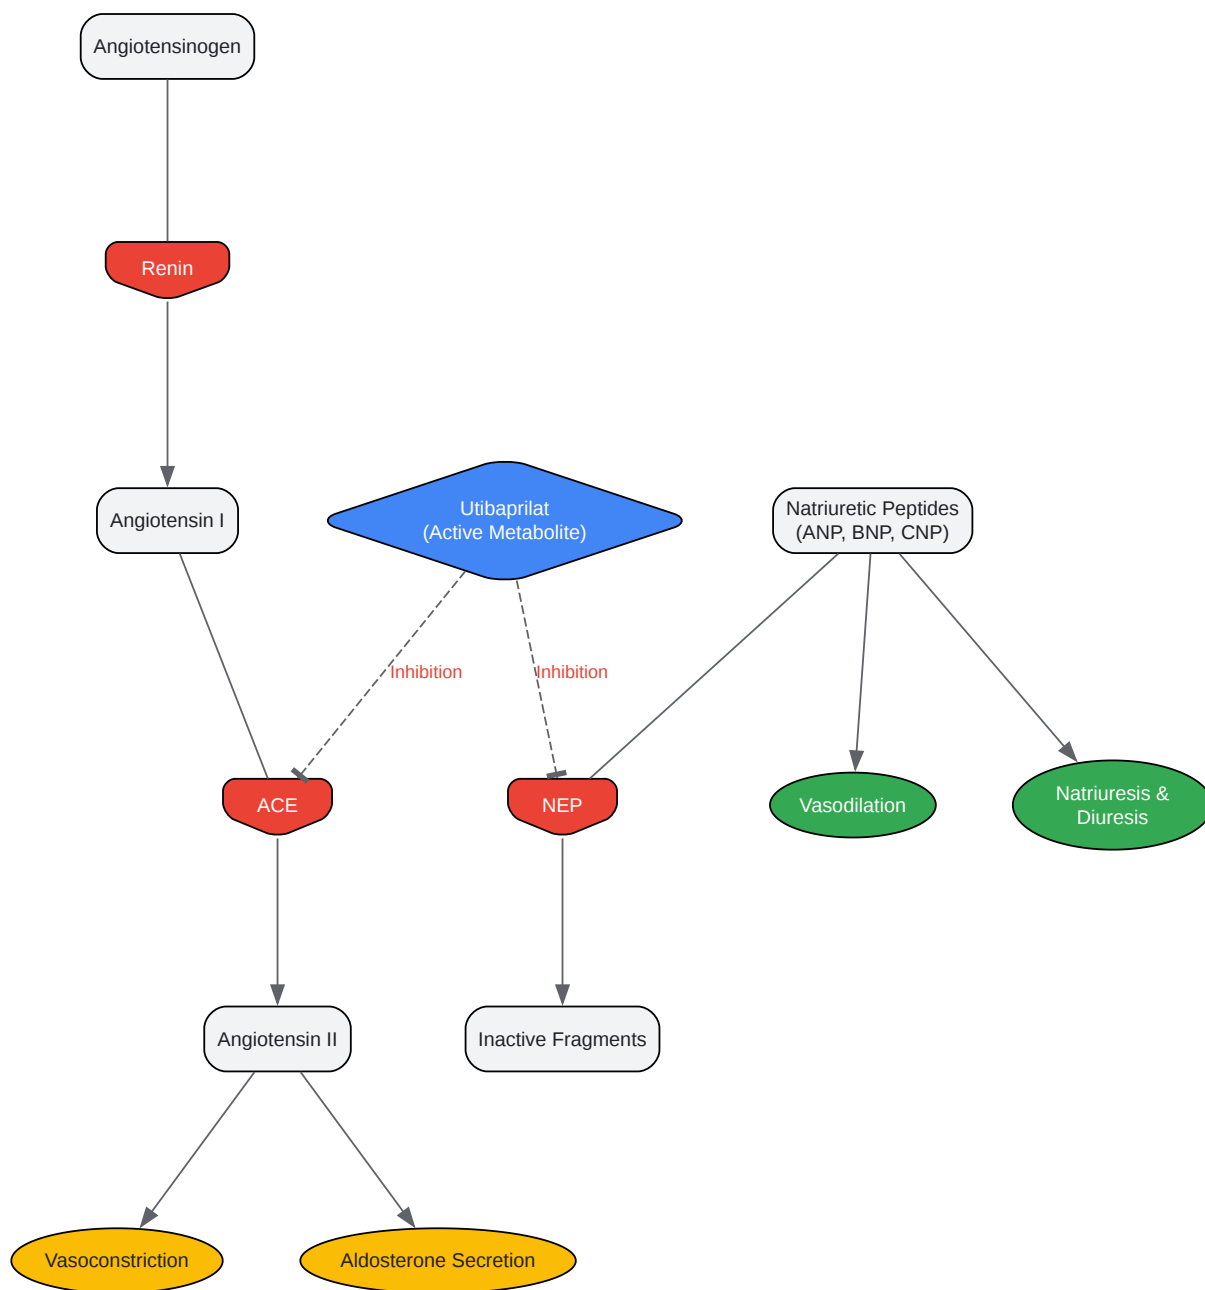 Angiotensinogen
Renin
Angiotensin I
Utibaprilat
(Active Metabolite)
Natriuretic Peptides
(ANP, BNP, CNP)
Inhibition
Inhibition
ACE
NEP
Vasodilation
Natriuresis &
Diuresis
Angiotensin II
Inactive Fragments
Vasoconstriction
Aldosterone Secretion